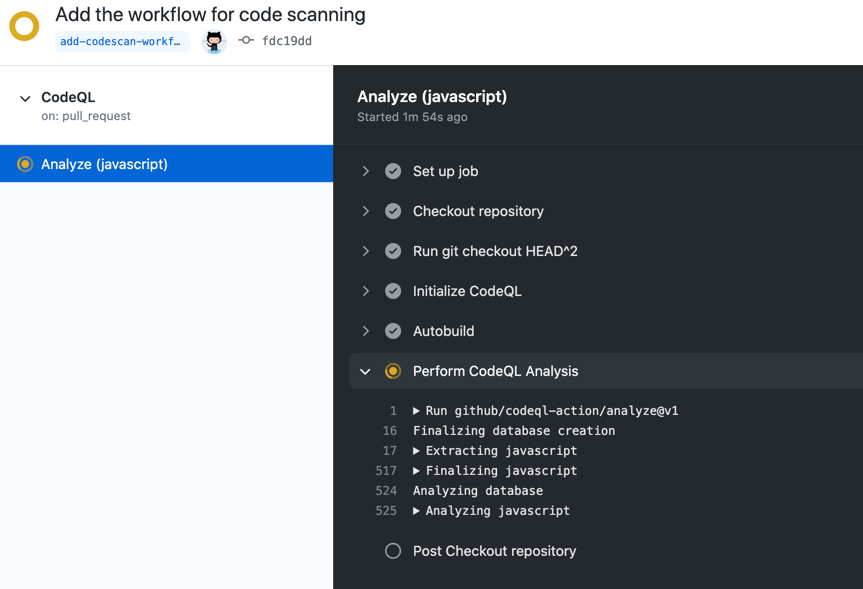 Add the workflow for code scanning
add-codescan-workf… fdc19dd
CodeQL
on: pull_request
Analyze (javascript)
Analyze (javascript)
Started 1m 54s ago
Set up job
Checkout repository
Run git checkout HEAD^2
Initialize CodeQL
Autobuild
Perform CodeQL Analysis
1 Run github/codeql-action/analyze@v1
16 Finalizing database creation
17 Extracting javascript
517 Finalizing javascript
524 Analyzing database
525 Analyzing javascript
Post Checkout repository